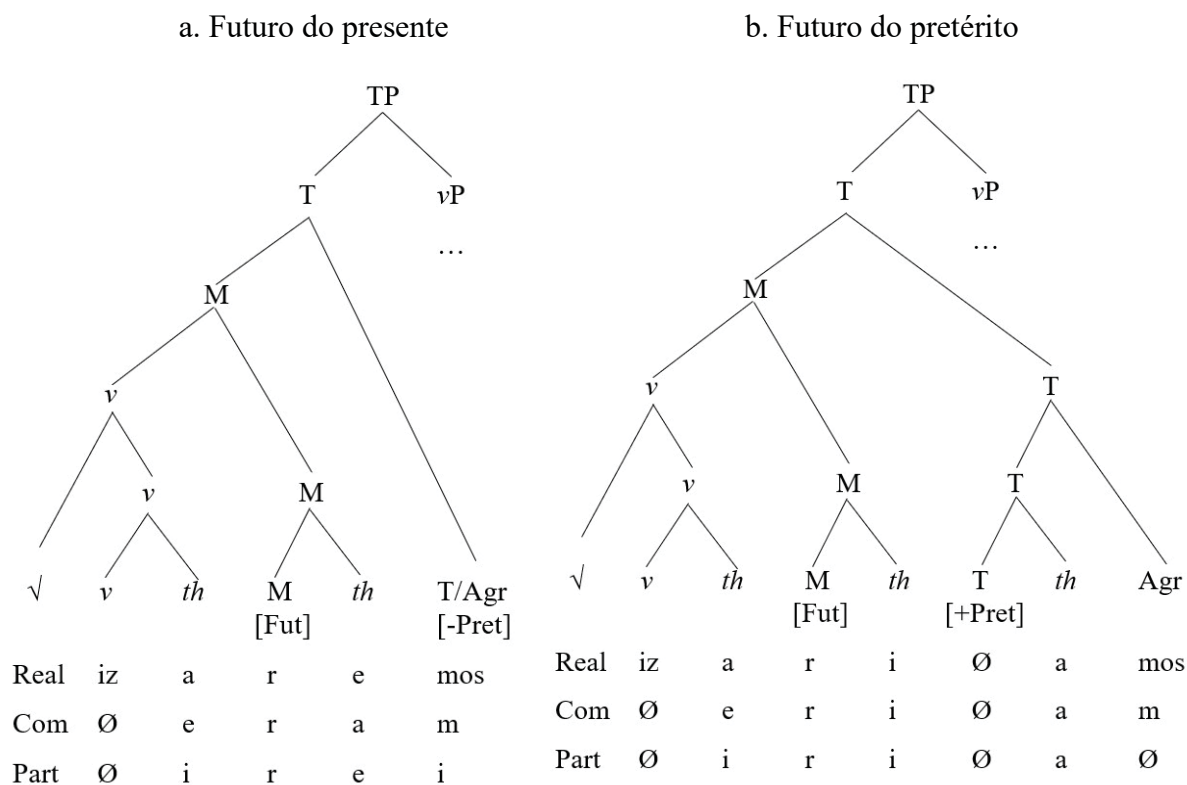 a. Futuro do presente
TP
T vP
…
M
v
v M
√ v th M th T/Agr
[Fut] [-Pret]
Real iz a r e mos
Com Ø e r a m
Part Ø i r e i
b. Futuro do pretérito
TP
T vP
…
M
v T
v M T
√ v th M th T th Agr
[Fut] [+Pret]
Real iz a r i Ø a mos
Com Ø e r i Ø a m
Part Ø i r i Ø a Ø